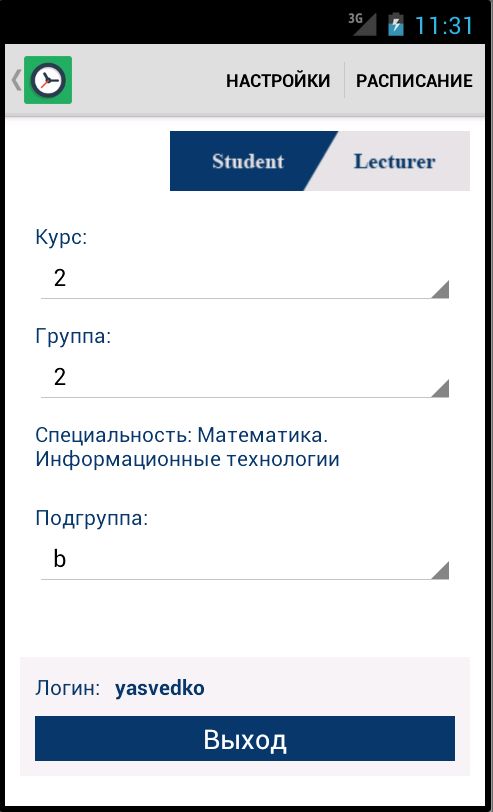 3G 11:31
НАСТРОЙКИ РАСПИСАНИЕ
Student Lecturer
Курс:
2
Группа:
2
Специальность: Математика.
Информационные технологии
Подгруппа:
b
Логин: yasvedko
Выход